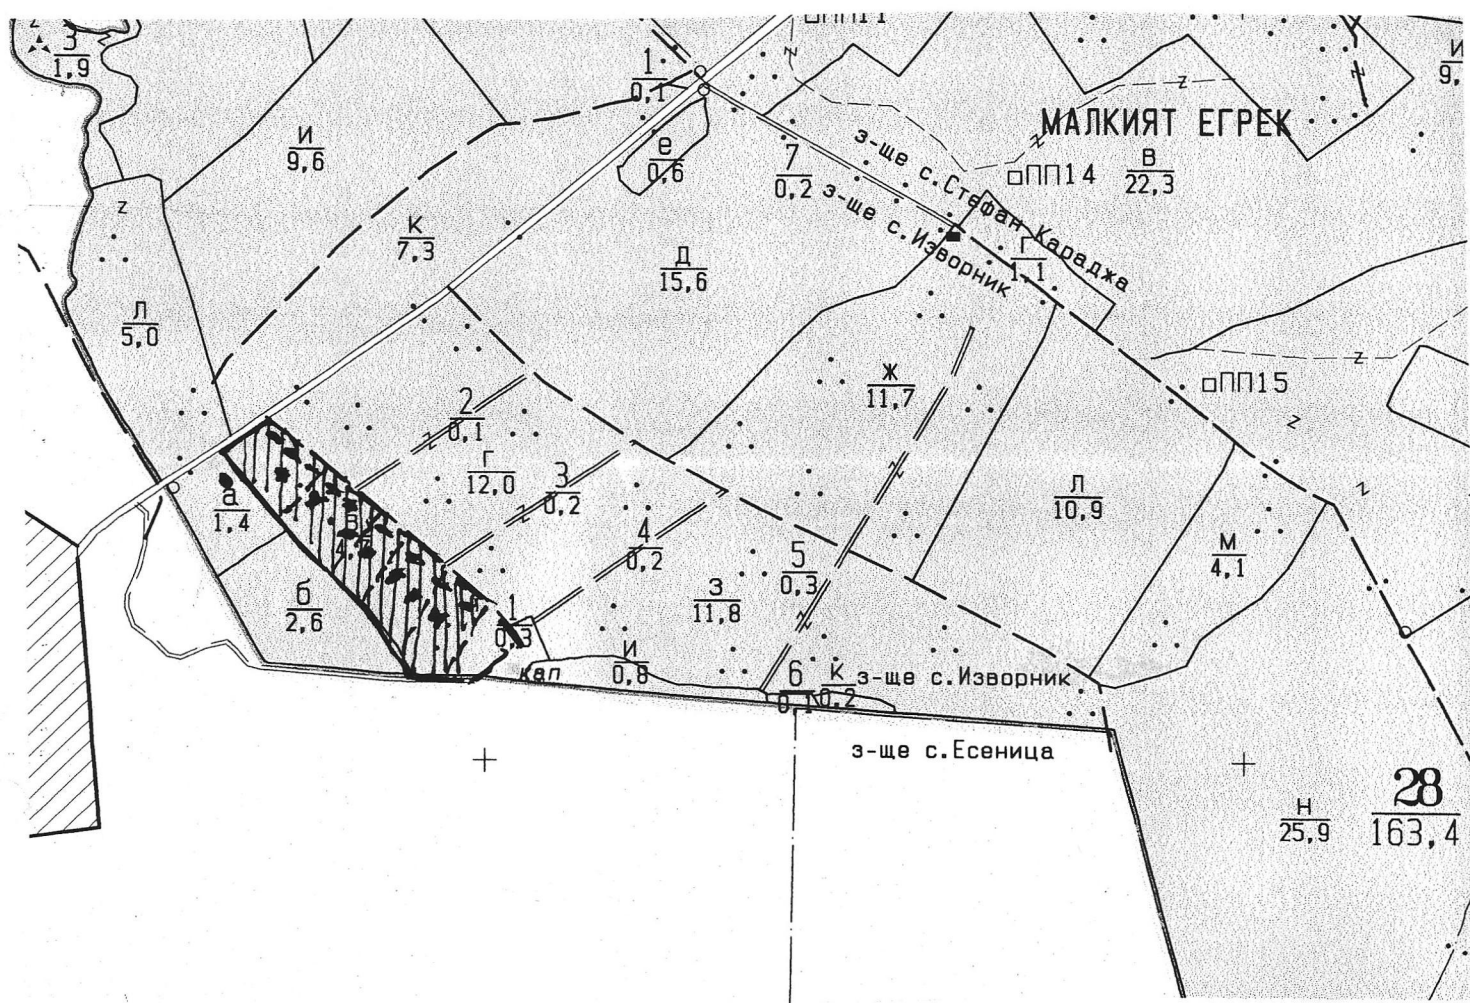 З
1,9
□ПП11
1
0,1
И
9,
МАЛКИЯТ ЕГРЕК
И
9,6
е
0,6
7
0,2
з-ще с.Стефан Караджа
з-ще с.Изворник
□ПП14
В
22,3
К
7,3
Д
15,6
Г
1,1
Л
5,0
Ж
11,7
□ПП15
2
0,1
Г
12,0
3
0,2
Л
10,9
а
1,4
в
4
0,2
М
4,1
5
0,3
З
11,8
б
2,6
1
0,3
кап
И
0,8
6
0,1
К
0,2
з-ще с.Изворник
з-ще с.Есеница
28
163,4
Н
25,9